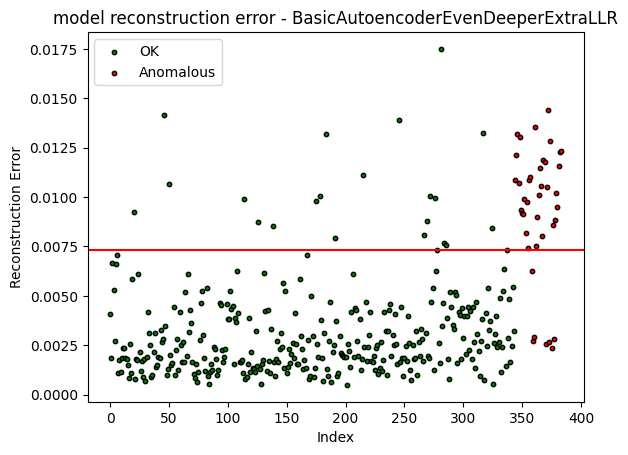 model reconstruction error - BasicAutoencoderEvenDeeperExtraLLR
OK
Anomalous
Reconstruction Error
0.0175
0.0150
0.0125
0.0100
0.0075
0.0050
0.0025
0.0000
0 50 100 150 200 250 300 350 400
Index